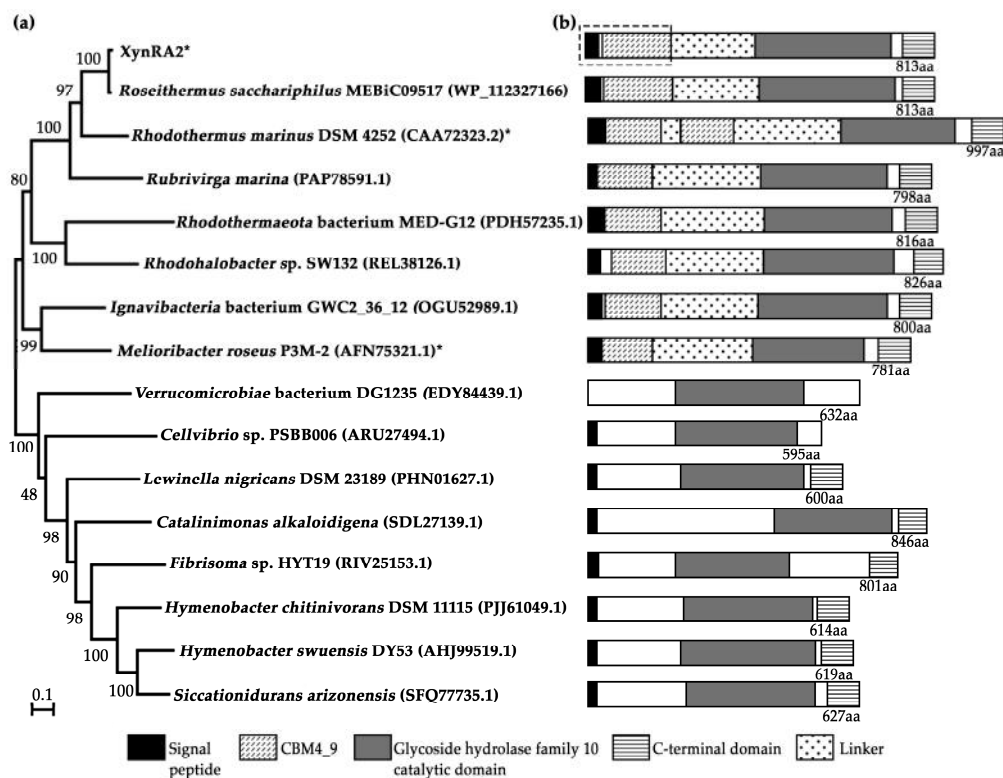 (a)
(b)
100
XynRA2*
813aa
97
Roseithermus sacchariphilus MEBiC09517 (WP_112327166)
813aa
100
Rhodothermus marinus DSM 4252 (CAA72323.2)*
997aa
80
Rubrivirga marina (PAP78591.1)
798aa
Rhodothermaeota bacterium MED-G12 (PDH57235.1)
816aa
100
Rhodohalobacter sp. SW132 (REL38126.1)
826aa
Ignavibacteria bacterium GWC2_36_12 (OGU52989.1)
800aa
99
Melioribacter roseus P3M-2 (AFN75321.1)*
781aa
Verrucomicrobiae bacterium DG1235 (EDY84439.1)
632aa
100
Cellvibrio sp. PSBB006 (ARU27494.1)
595aa
48
Lewinella nigricans DSM 23189 (PHN01627.1)
600aa
98
Catalinimonas alkaloidigena (SDL27139.1)
846aa
90
Fibrisoma sp. HYT19 (RIV25153.1)
801aa
98
Hymenobacter chitinivorans DSM 11115 (PJJ61049.1)
614aa
100
Hymenobacter swuensis DY53 (AHJ99519.1)
619aa
100
Siccationidurans arizonensis (SFQ77735.1)
627aa
0.1
Signal
peptide
CBM4_9
Glycoside hydrolase family 10
catalytic domain
C-terminal domain
Linker